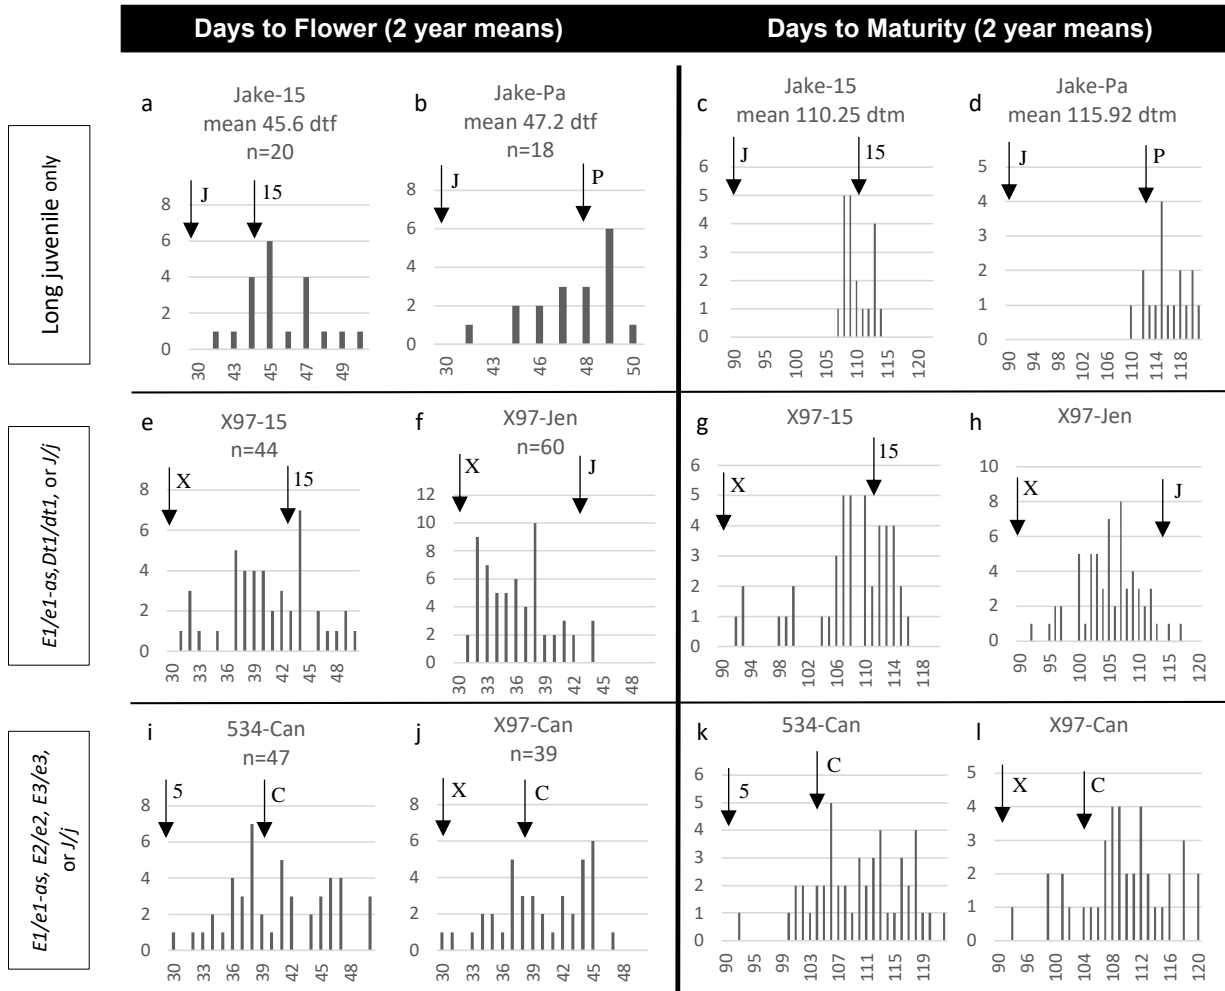 Days to Flower (2 year means)
Days to Maturity (2 year means)
Long juvenile only
a
Jake-15
mean 45.6 dtf
n=20
J
15
8
6
4
2
0
30 43 45 47 49
b
Jake-Pa
mean 47.2 dtf
n=18
J
P
8
6
4
2
0
30 43 46 48 50
c
Jake-15
mean 110.25 dtm
J
15
6
5
4
3
2
1
0
90 95 100 105 110 115 120
d
Jake-Pa
mean 115.92 dtm
J
P
5
4
3
2
1
0
90 94 98 102 106 110 114 118
E1/e1-as,Dt1/dt1, or J/j
e
X97-15
n=44
X
15
8
6
4
2
0
30 33 36 39 42 45 48
f
X97-Jen
n=60
X
J
12
10
8
6
4
2
0
30 33 36 39 42 45 48
g
X97-15
X
15
6
5
4
3
2
1
0
90 94 98 102 106 110 114 118
h
X97-Jen
X
J
10
8
6
4
2
0
90 95 100 105 110 115 120
E1/e1-as, E2/e2, E3/e3,
or J/j
i
534-Can
n=47
5
C
8
6
4
2
0
30 33 36 39 42 45 48
j
X97-Can
n=39
X
C
8
6
4
2
0
30 33 36 39 42 45 48
k
534-Can
5
C
6
5
4
3
2
1
0
90 95 101 104 107 110 113 116 119
l
X97-Can
X
C
5
4
3
2
1
0
90 96 100 104 108 112 116 120